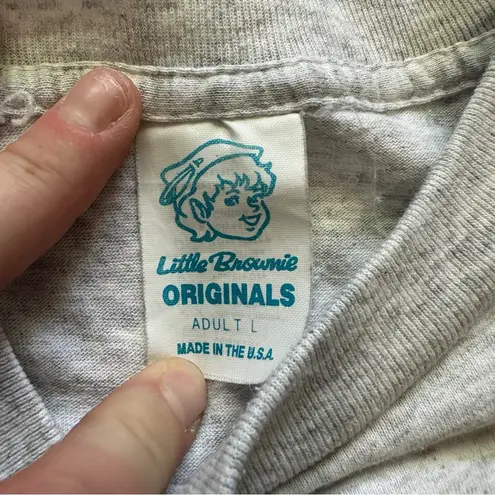 Little Brownie
ORIGINALS
ADULT L
MADE IN THE U.S.A.